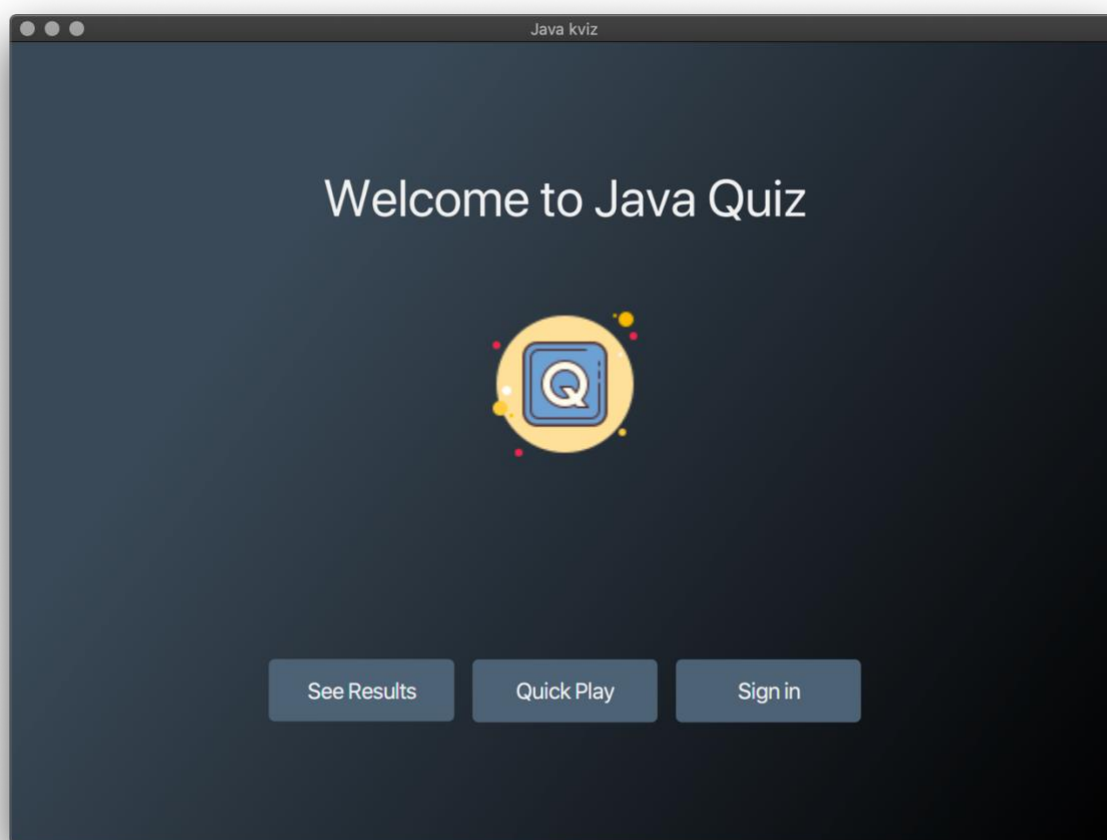 Java kviz
Welcome to Java Quiz
Q
See Results
Quick Play
Sign in